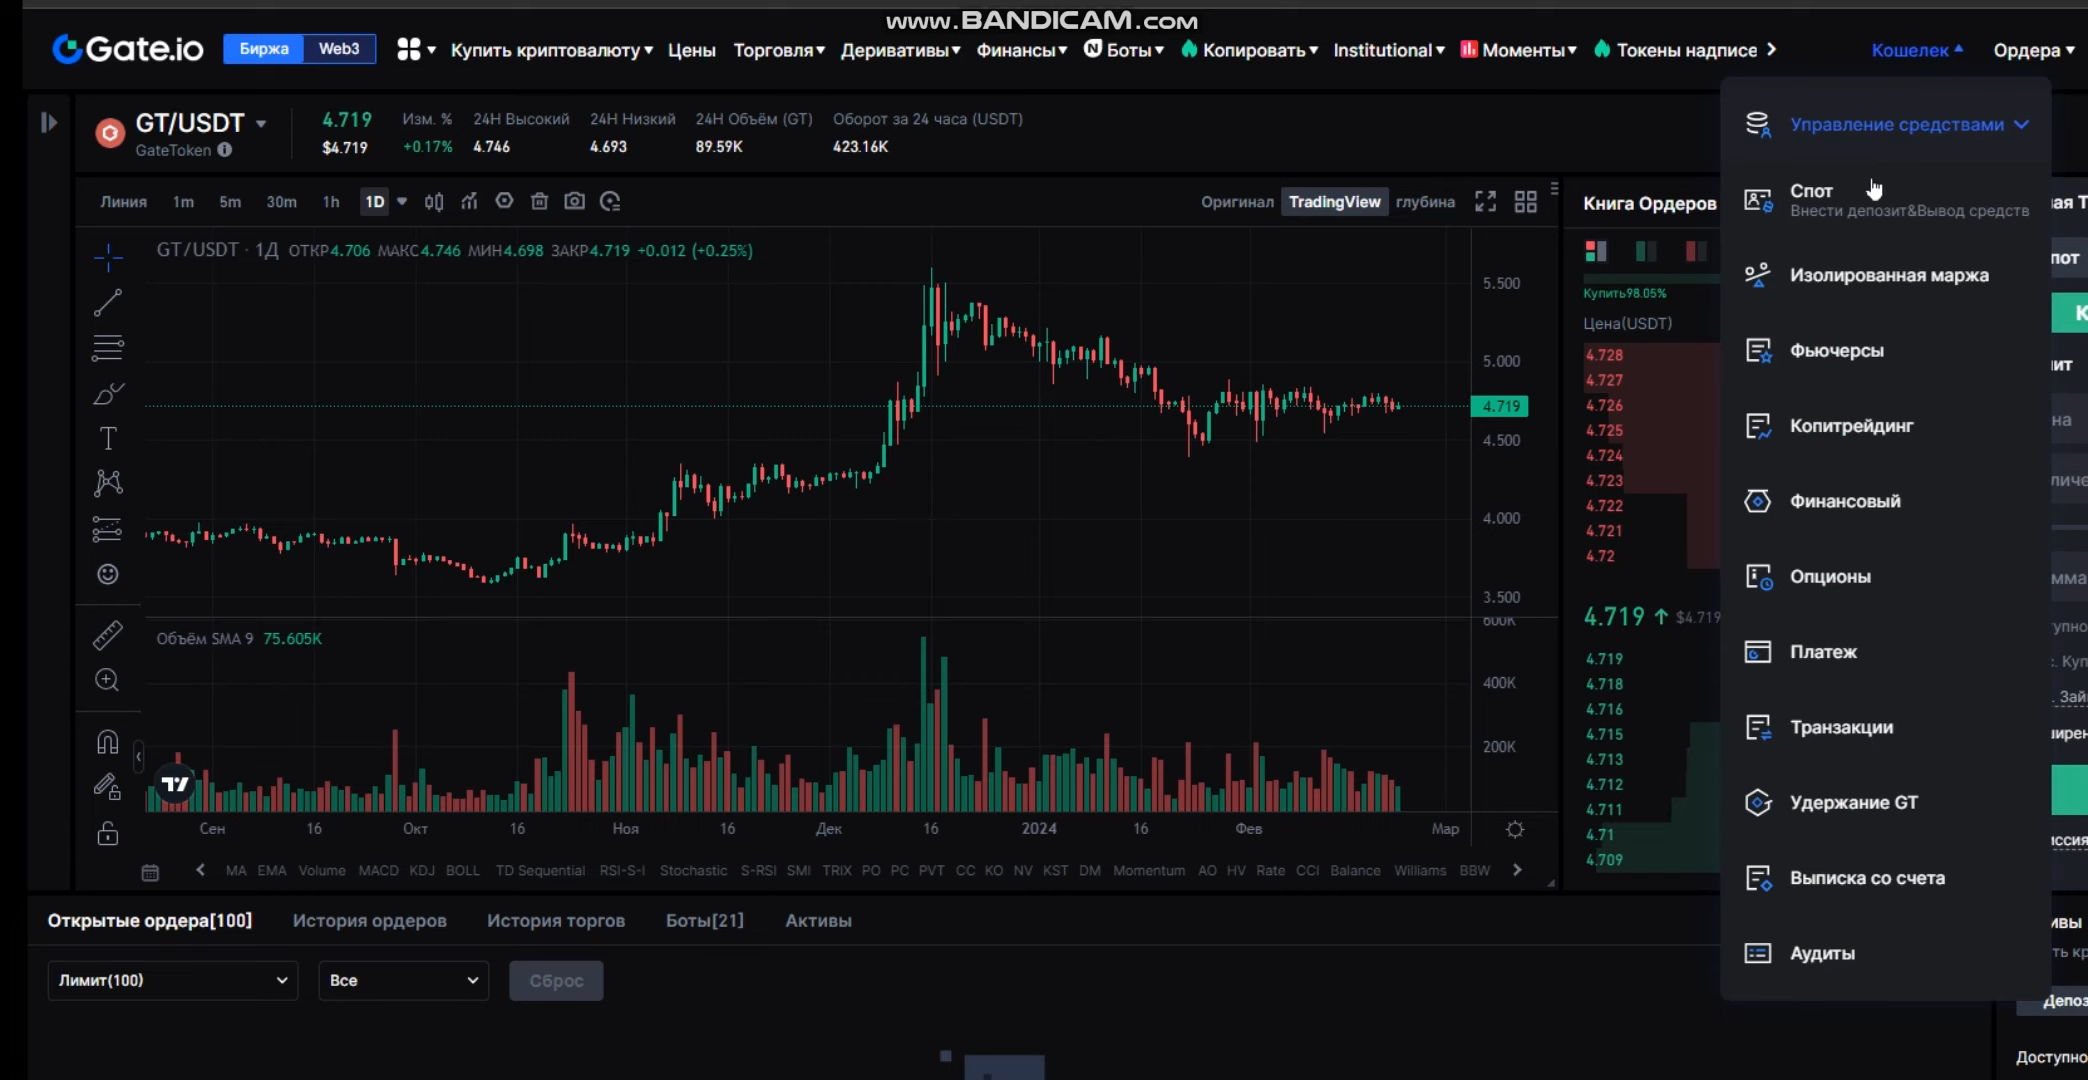 www.BANDICAM.com
Gate.io Биржа Web3 Купить криптовалюту Цены Торговля Деривативы Финансы Боты Копировать Institutional Моменты Токены надписе Кошелек Ордера
GT/USDT
GateToken
4.719
$4.719
Изм. %
+0.17%
24H Высокий
4.746
24H Низкий
4.693
24H Объём (GT)
89.59K
Оборот за 24 часа (USDT)
423.16K
Линия 1m 5m 30m 1h 1D
Оригинал TradingView глубина
GT/USDT · 1Д ОТКР4.706 МАКС4.746 МИН4.698 ЗАКР4.719 +0.012 (+0.25%)
5.500
5.000
4.719
4.500
4.000
3.500
Объём SMA 9 75.605K
600K
400K
200K
Сен 16 Окт 16 Ноя 16 Дек 16 2024 16 Фев Мар
MA EMA Volume MACD KDJ BOLL TD Sequential RSI-S-I Stochastic S-RSI SMI TRIX PO PC PVT CC KO NV KST DM Momentum AO HV Rate CCI Balance Williams BBW
Книга Ордеров
Купить98.05%
Цена(USDT)
4.728
4.727
4.726
4.725
4.724
4.723
4.722
4.721
4.72
4.719 $4.719
4.719
4.718
4.716
4.715
4.713
4.712
4.711
4.71
4.709
Управление средствами
Спот
Внести депозит&Вывод средств
Изолированная маржа
Фьючерсы
Копитрейдинг
Финансовый
Опционы
Платеж
Транзакции
Удержание GT
Выписка со счета
Аудиты
Открытые ордера[100] История ордеров История торгов Боты[21] Активы
Лимит(100) Все Сброс
Депоз
Доступно